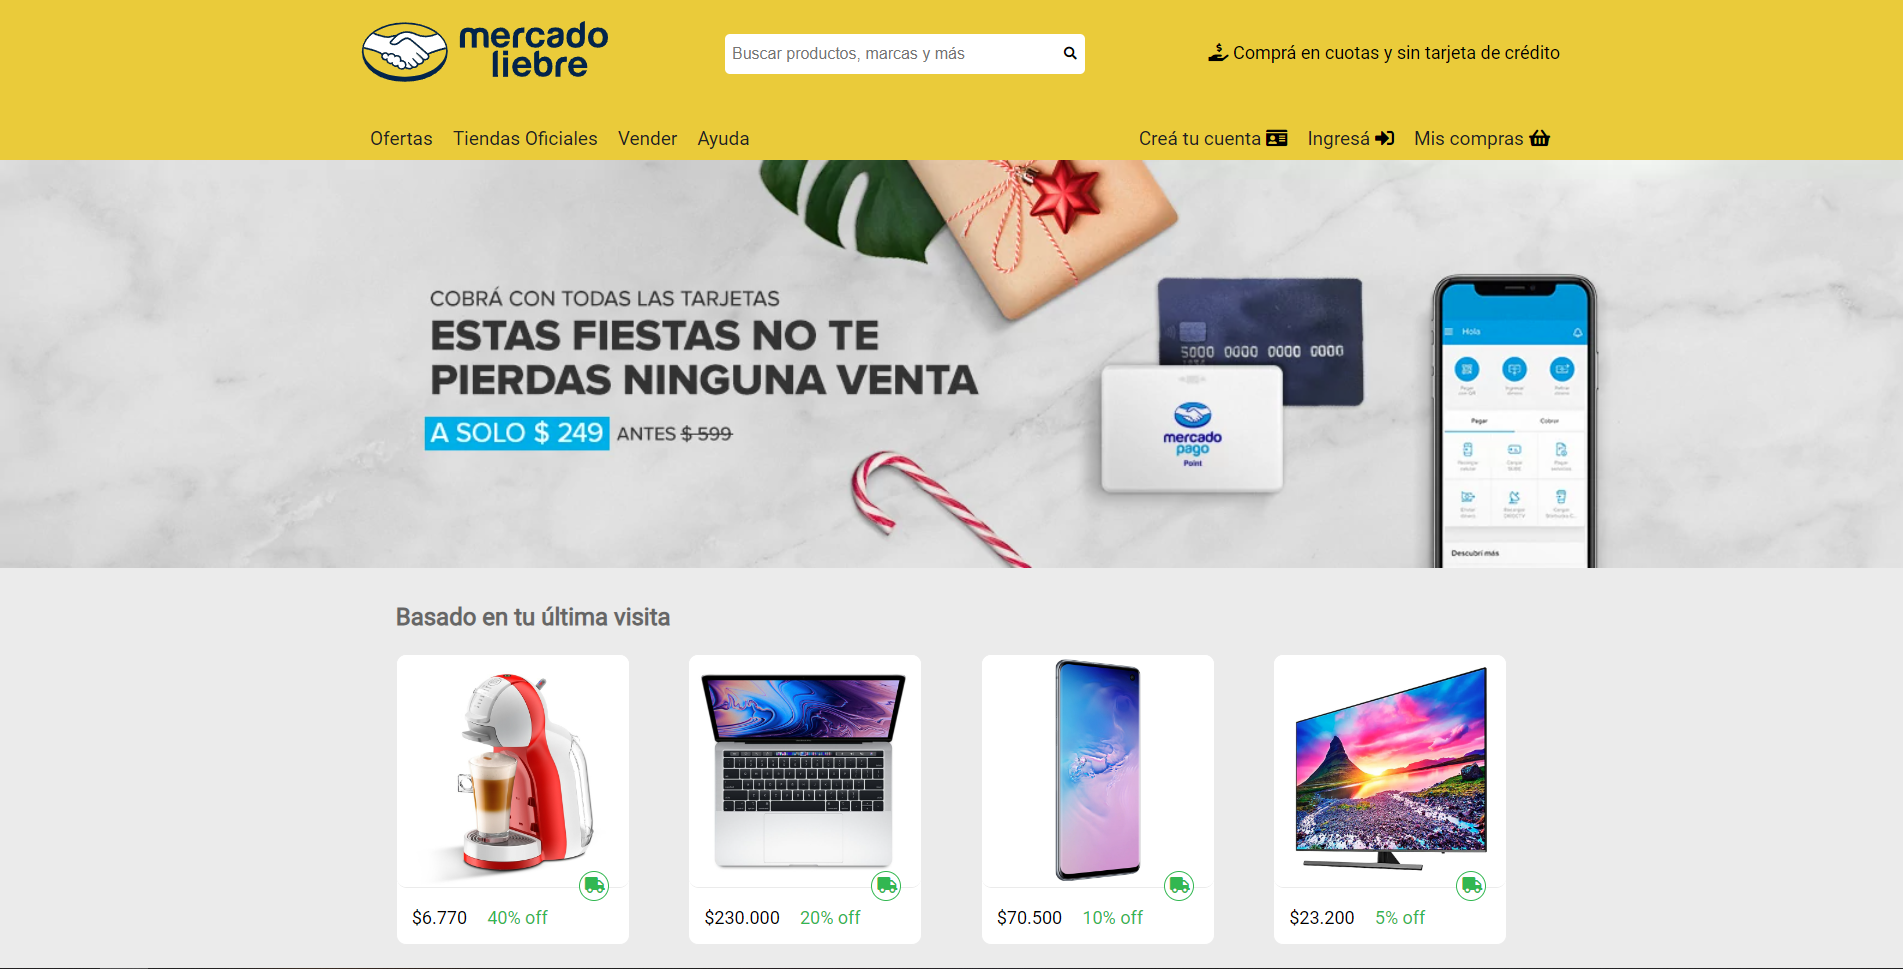 mercado
liebre
Buscar productos, marcas y más
Comprá en cuotas y sin tarjeta de crédito
Ofertas
Tiendas Oficiales
Vender
Ayuda
Creá tu cuenta
Ingresá
Mis compras
COBRÁ CON TODAS LAS TARJETAS
ESTAS FIESTAS NO TE
PIERDAS NINGUNA VENTA
A SOLO $ 249 ANTES $ 599
5000 0000 0000 0000
mercado
pago
Point
Hola
Pagar
Cobrar
Descubrí más
Basado en tu última visita
$6.770 40% off
$230.000 20% off
$70.500 10% off
$23.200 5% off